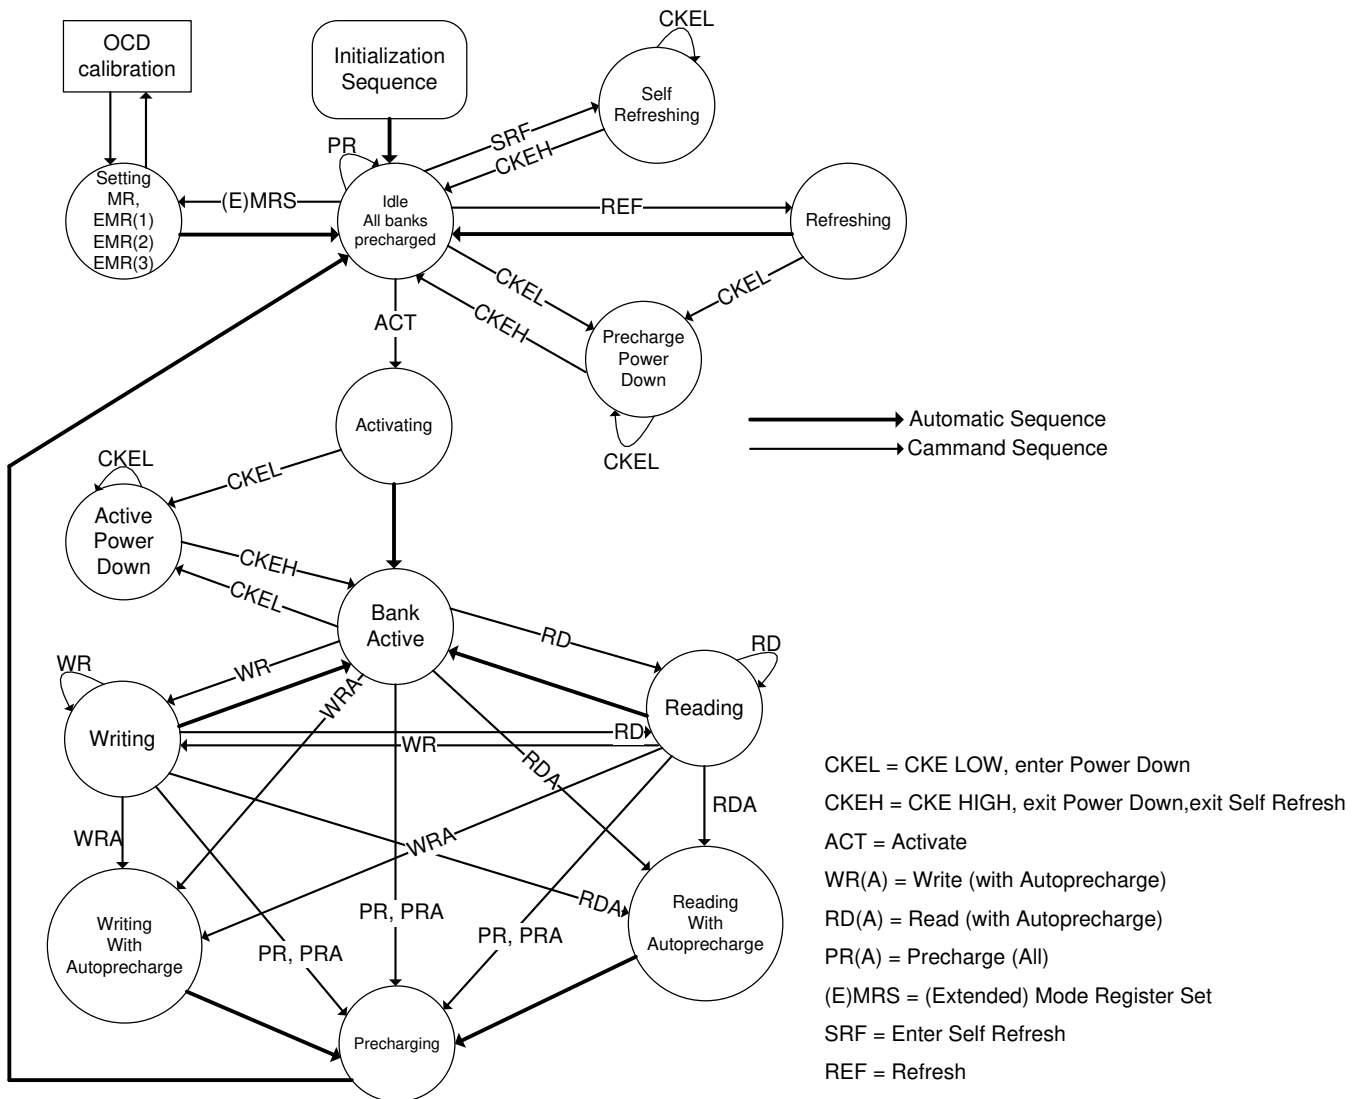 OCD
calibration
Initialization
Sequence
CKEL
Self
Refreshing
SRF
CKEH
PR
Setting
MR,
EMR(1)
EMR(2)
EMR(3)
(E)MRS
Idle
All banks
precharged
REF
Refreshing
CKEL
CKEH
CKEL
ACT
Precharge
Power
Down
CKEL
Activating
Automatic Sequence
Cammand Sequence
CKEL
CKEL
Active
Power
Down
CKEH
CKEL
Bank
Active
RD
RD
WR
WR
WRA
Writing
Reading
RD
WR
RDA
RDA
WRA
WRA
RDA
PR, PRA
PR, PRA
PR, PRA
Writing
With
Autoprecharge
Reading
With
Autoprecharge
Precharging
CKEL = CKE LOW, enter Power Down
CKEH = CKE HIGH, exit Power Down,exit Self Refresh
ACT = Activate
WR(A) = Write (with Autoprecharge)
RD(A) = Read (with Autoprecharge)
PR(A) = Precharge (All)
(E)MRS = (Extended) Mode Register Set
SRF = Enter Self Refresh
REF = Refresh